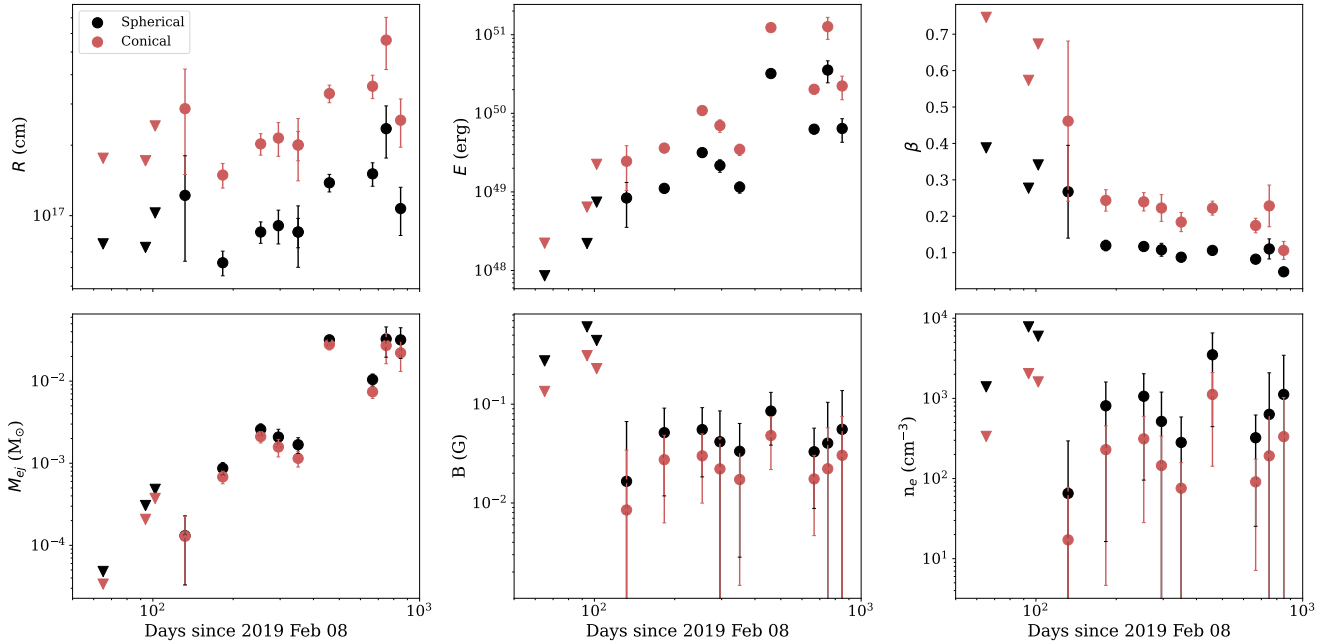 Spherical
Conical
R (cm)
10^17
E (erg)
10^51
10^50
10^49
10^48
β
0.7
0.6
0.5
0.4
0.3
0.2
0.1
M_ej (M_⊙)
10^−2
10^−3
10^−4
B (G)
10^−1
10^−2
n_e (cm^−3)
10^4
10^3
10^2
10^1
10^2 10^3
10^2 10^3
10^2 10^3
Days since 2019 Feb 08
Days since 2019 Feb 08
Days since 2019 Feb 08